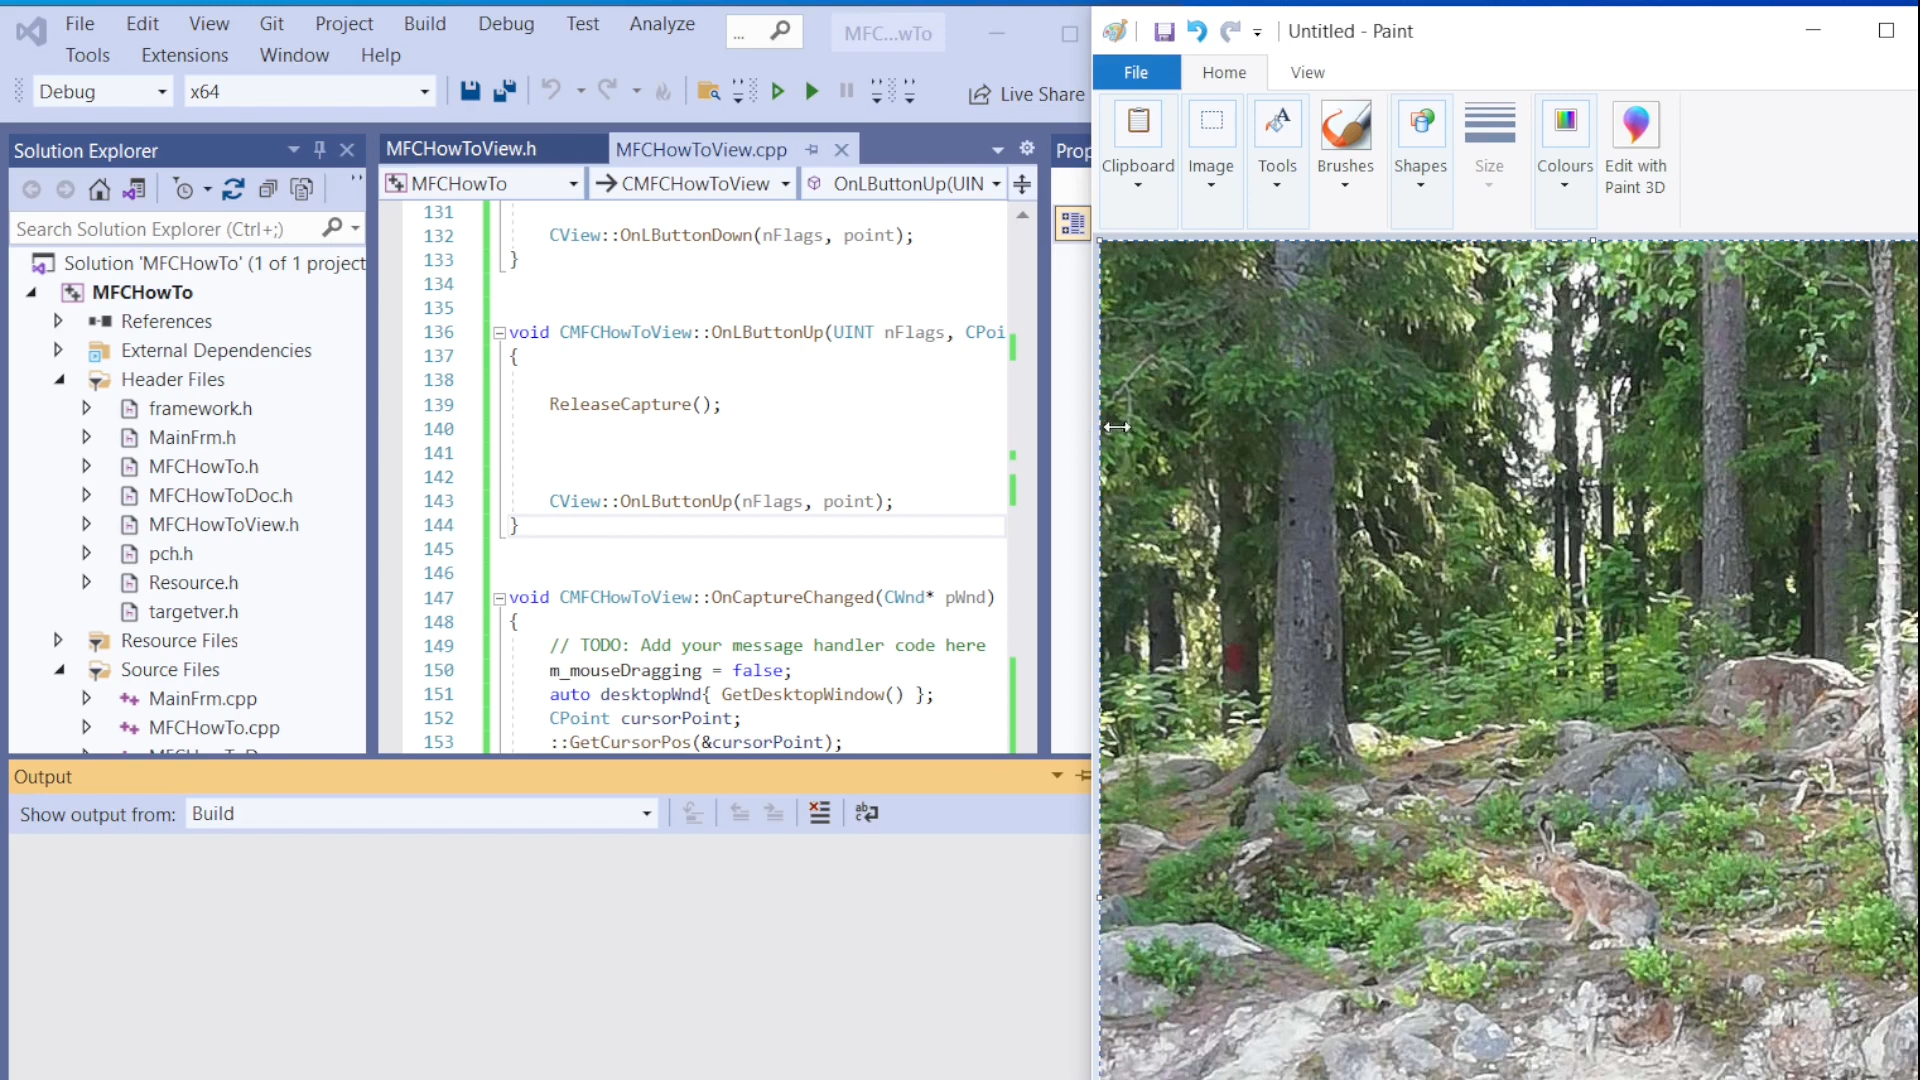 File Edit View Git Project Build Debug Test Analyze
Tools Extensions Window Help
...
MFC...wTo
Debug
x64
Live Share
Solution Explorer
Search Solution Explorer (Ctrl+;)
Solution 'MFCHowTo' (1 of 1 project
MFCHowTo
References
External Dependencies
Header Files
framework.h
MainFrm.h
MFCHowTo.h
MFCHowToDoc.h
MFCHowToView.h
pch.h
Resource.h
targetver.h
Resource Files
Source Files
MainFrm.cpp
MFCHowTo.cpp
MFCHowToView.h
MFCHowToView.cpp
MFCHowTo
CMFCHowToView
OnLButtonUp(UIN
131
132 CView::OnLButtonDown(nFlags, point);
133 }
134
135
136 void CMFCHowToView::OnLButtonUp(UINT nFlags, CPoi
137 {
138
139 ReleaseCapture();
140
141
142
143 CView::OnLButtonUp(nFlags, point);
144 }
145
146
147 void CMFCHowToView::OnCaptureChanged(CWnd* pWnd)
148 {
149 // TODO: Add your message handler code here
150 m_mouseDragging = false;
151 auto desktopWnd{ GetDesktopWindow() };
152 CPoint cursorPoint;
153 ::GetCursorPos(&cursorPoint);
Prop
Output
Show output from: Build
Untitled - Paint
File Home View
Clipboard
Image
Tools
Brushes
Shapes
Size
Colours
Edit with
Paint 3D